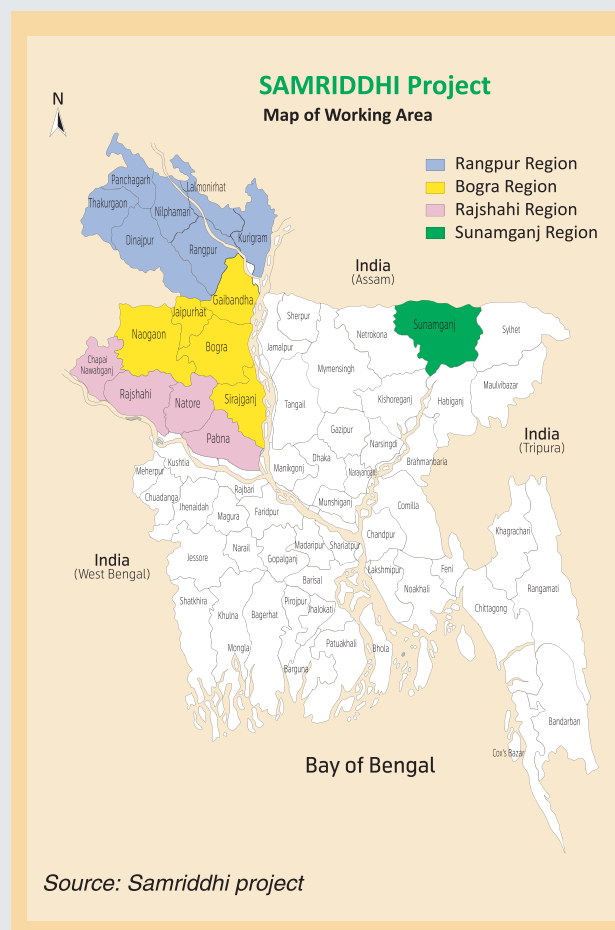 SAMRIDDHI Project
Map of Working Area
N
Rangpur Region
Bogra Region
Rajshahi Region
Sunamganj Region
Panchagarh
Lalmonirhat
Thakurgaon
Nilphamari
Dinajpur
Rangpur
Kurigram
India
(Assam)
Gaibandha
Jaipurhat
Sherpur
Sunamganj
Sylhet
Naogaon
Netrokona
Bogra
Jamalpur
Chapai
Nawabganj
Mymensingh
Maulvibazar
Rajshahi
Natore
Sirajganj
Tangail
Kishoreganj
Habiganj
Pabna
Gazipur
Narsingdi
India
(Tripura)
Kushtia
Meherpur
Manikgonj
Dhaka
Narayanganj
Brahmanbaria
Chuadanga
Rajbari
Jhenaidah
Magura
Faridpur
Munshiganj
Comilla
Khagrachari
Chandpur
India
(West Bengal)
Jessore
Narail
Gopalganj
Madaripur
Shariatpur
Lakshmipur
Feni
Barisal
Noakhali
Rangamati
Shatkhira
Khulna
Bagerhat
Pirojpur
Jhalokati
Chittagong
Mongla
Patuakhali
Bhola
Barguna
Bandarban
Cox's Bazar
Bay of Bengal
Source: Samriddhi project